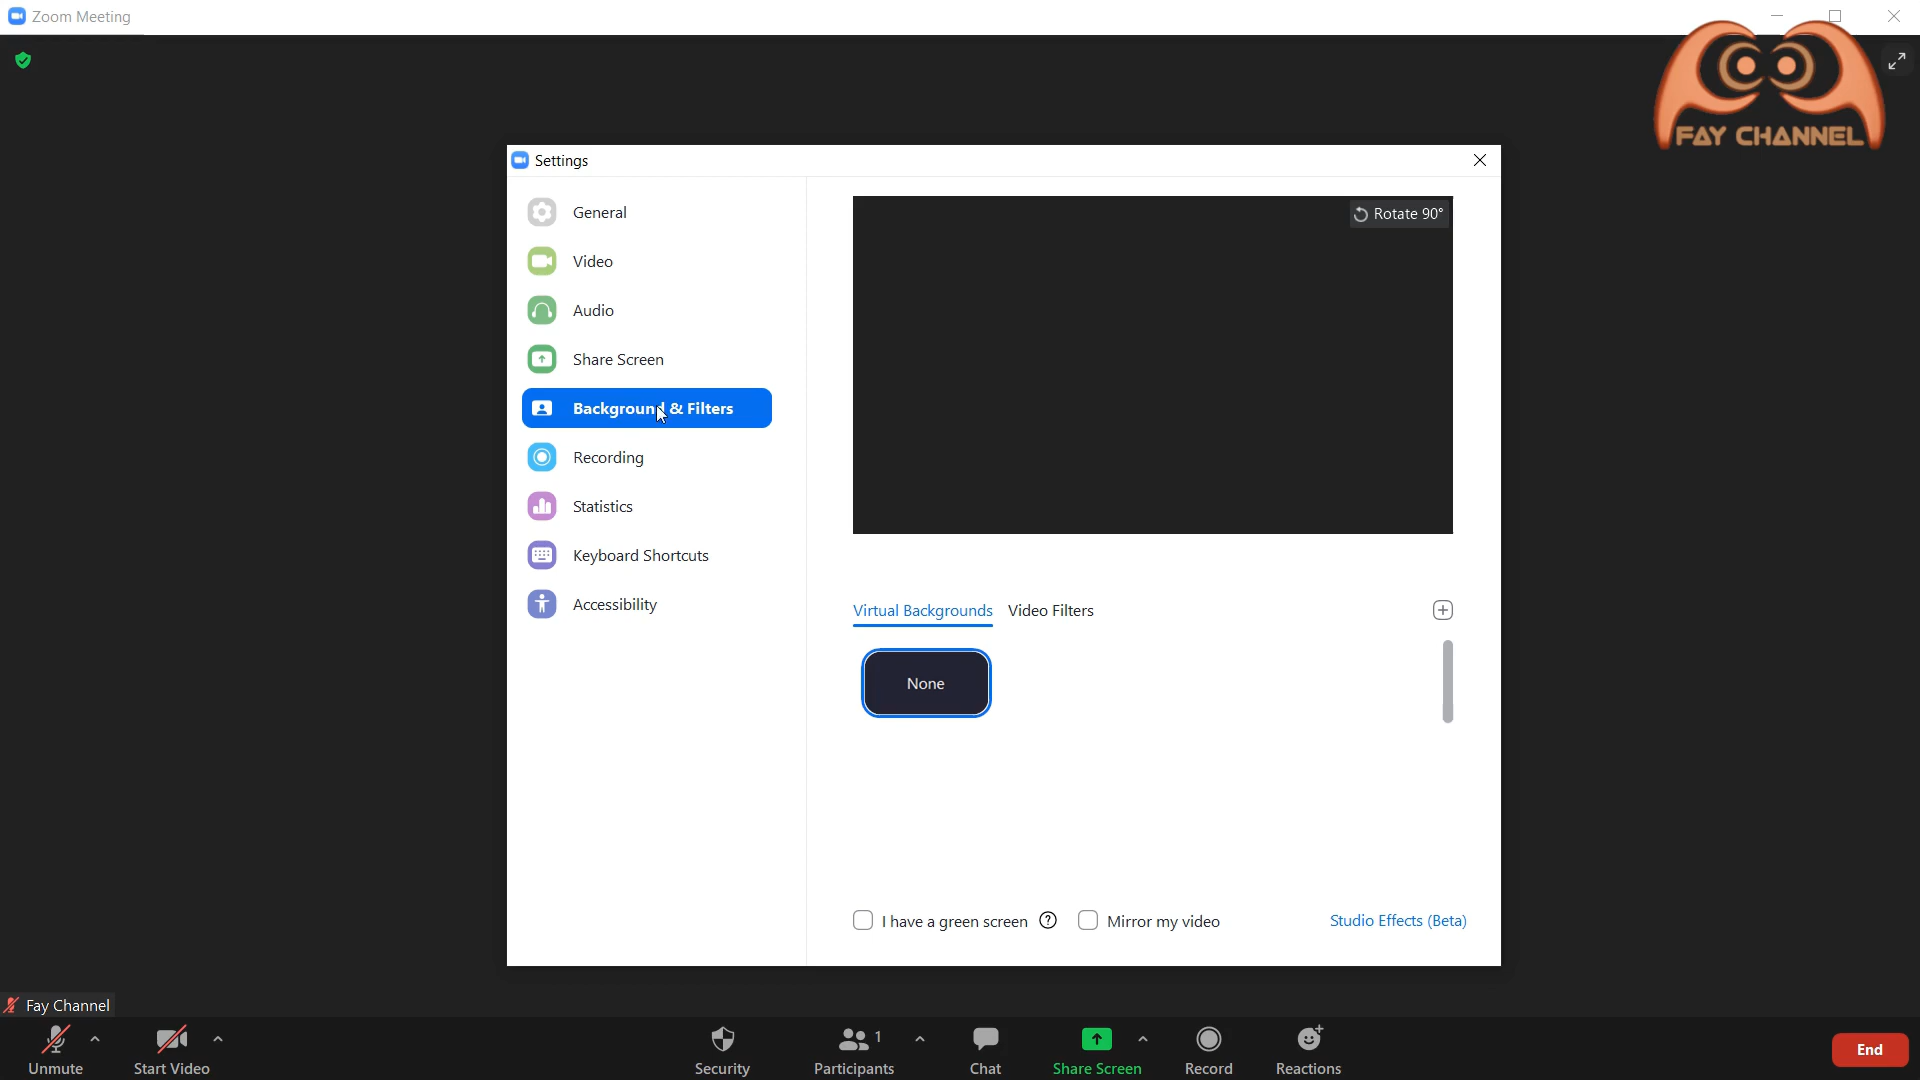 Zoom Meeting
FAY CHANNEL
Settings
General
Video
Audio
Share Screen
Background & Filters
Recording
Statistics
Keyboard Shortcuts
Accessibility
Rotate 90°
Virtual Backgrounds Video Filters
None
I have a green screen ? Mirror my video Studio Effects (Beta)
Fay Channel
Unmute Start Video Security Participants 1 Chat Share Screen Record Reactions End